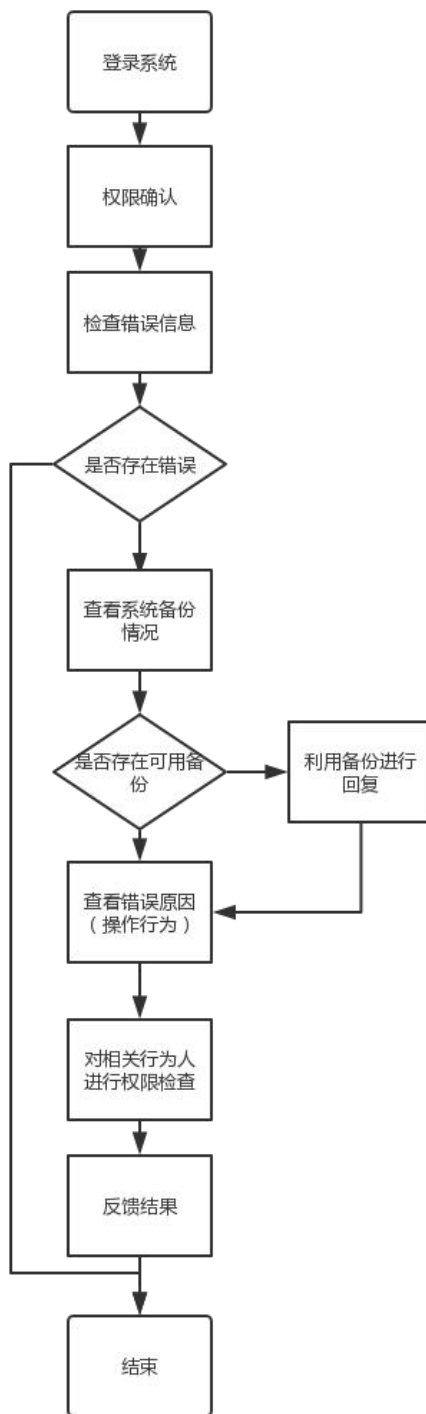 登录系统
权限确认
检查错误信息
是否存在错误
查看系统备份
情况
是否存在可用备
份
利用备份进行
回复
查看错误原因
（操作行为）
对相关行为人
进行权限检查
反馈结果
结束